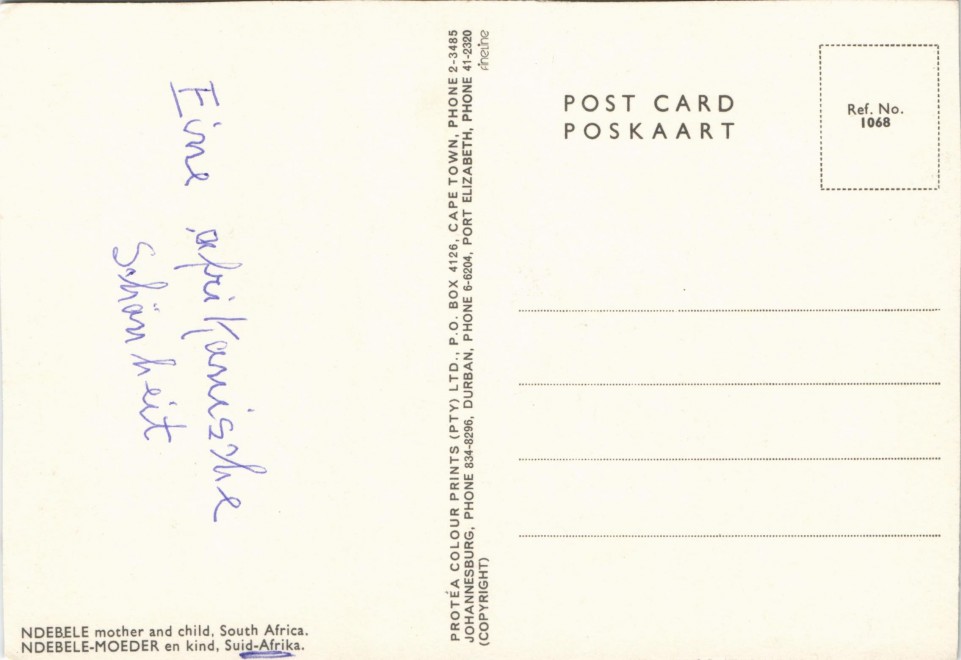 Eine afrikanische
Schönheit
NDEBELE mother and child, South Africa.
NDEBELE-MOEDER en kind, Suid-Afrika.
PROTÉA COLOUR PRINTS (PTY) LTD., P.O. BOX 4126, CAPE TOWN, PHONE 2-3485
JOHANNESBURG, PHONE 834-8296, DURBAN, PHONE 6-6204, PORT ELIZABETH, PHONE 41-2320
(COPYRIGHT)
fineline
POST CARD
POSKAART
Ref. No.
1068